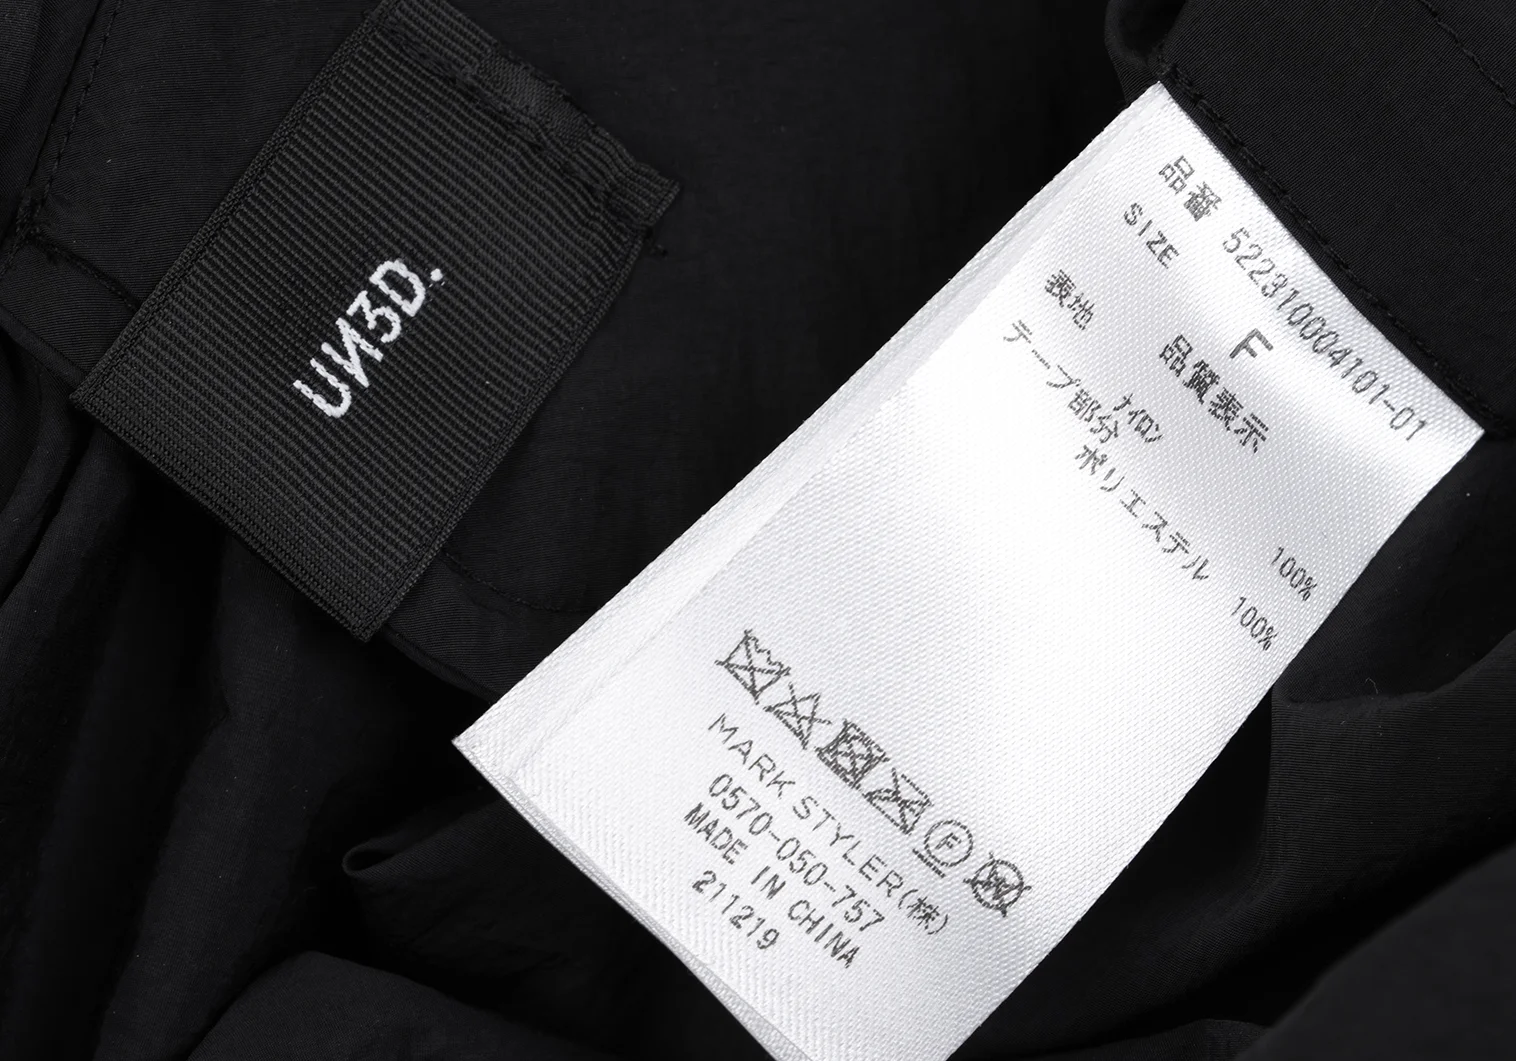 UN3D.
品番 522310004101-01
SIZE F
品質表示
表地
ナイロン 100%
テープ部分
ポリエステル 100%
MARK STYLER(株)
0570-050-757
MADE IN CHINA
211219